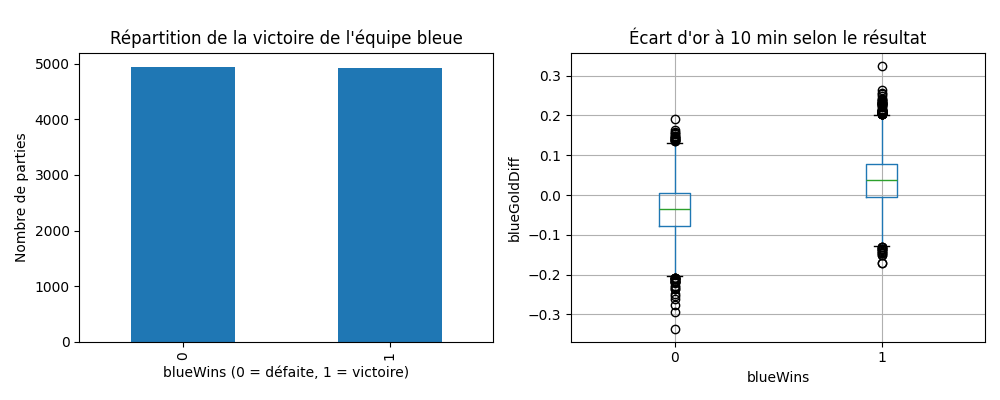 Répartition de la victoire de l'équipe bleue
Nombre de parties
5000
4000
3000
2000
1000
0
0
1
blueWins (0 = défaite, 1 = victoire)
Écart d'or à 10 min selon le résultat
blueGoldDiff
0.3
0.2
0.1
0.0
−0.1
−0.2
−0.3
0
1
blueWins